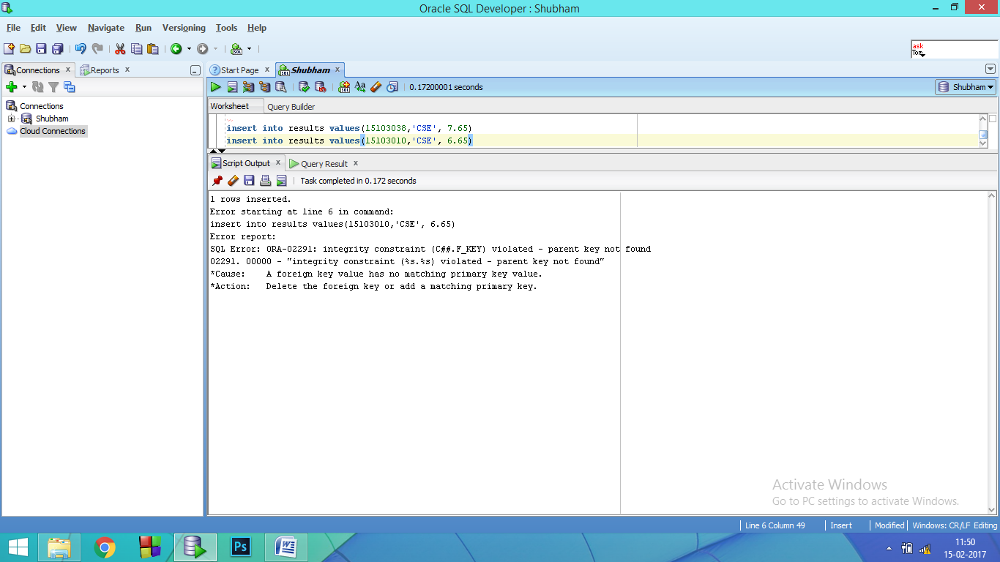 Oracle SQL Developer : Shubham
File Edit View Navigate Run Versioning Tools Help
ask
Tom
Connections x Reports x
Start Page x Shubham x
0.17200001 seconds
Shubham
Connections
Shubham
Cloud Connections
Worksheet Query Builder
insert into results values(15103038,'CSE', 7.65)
insert into results values(15103010,'CSE', 6.65)
Script Output x Query Result x
Task completed in 0.172 seconds
1 rows inserted.
Error starting at line 6 in command:
insert into results values(15103010,'CSE', 6.65)
Error report:
SQL Error: ORA-02291: integrity constraint (C##.F_KEY) violated - parent key not found
02291. 00000 - "integrity constraint (%s.%s) violated - parent key not found"
*Cause: A foreign key value has no matching primary key value.
*Action: Delete the foreign key or add a matching primary key.
Activate Windows
Go to PC settings to activate Windows.
Line 6 Column 49 Insert Modified Windows: CR/LF Editing
Ps
W
11:50
15-02-2017